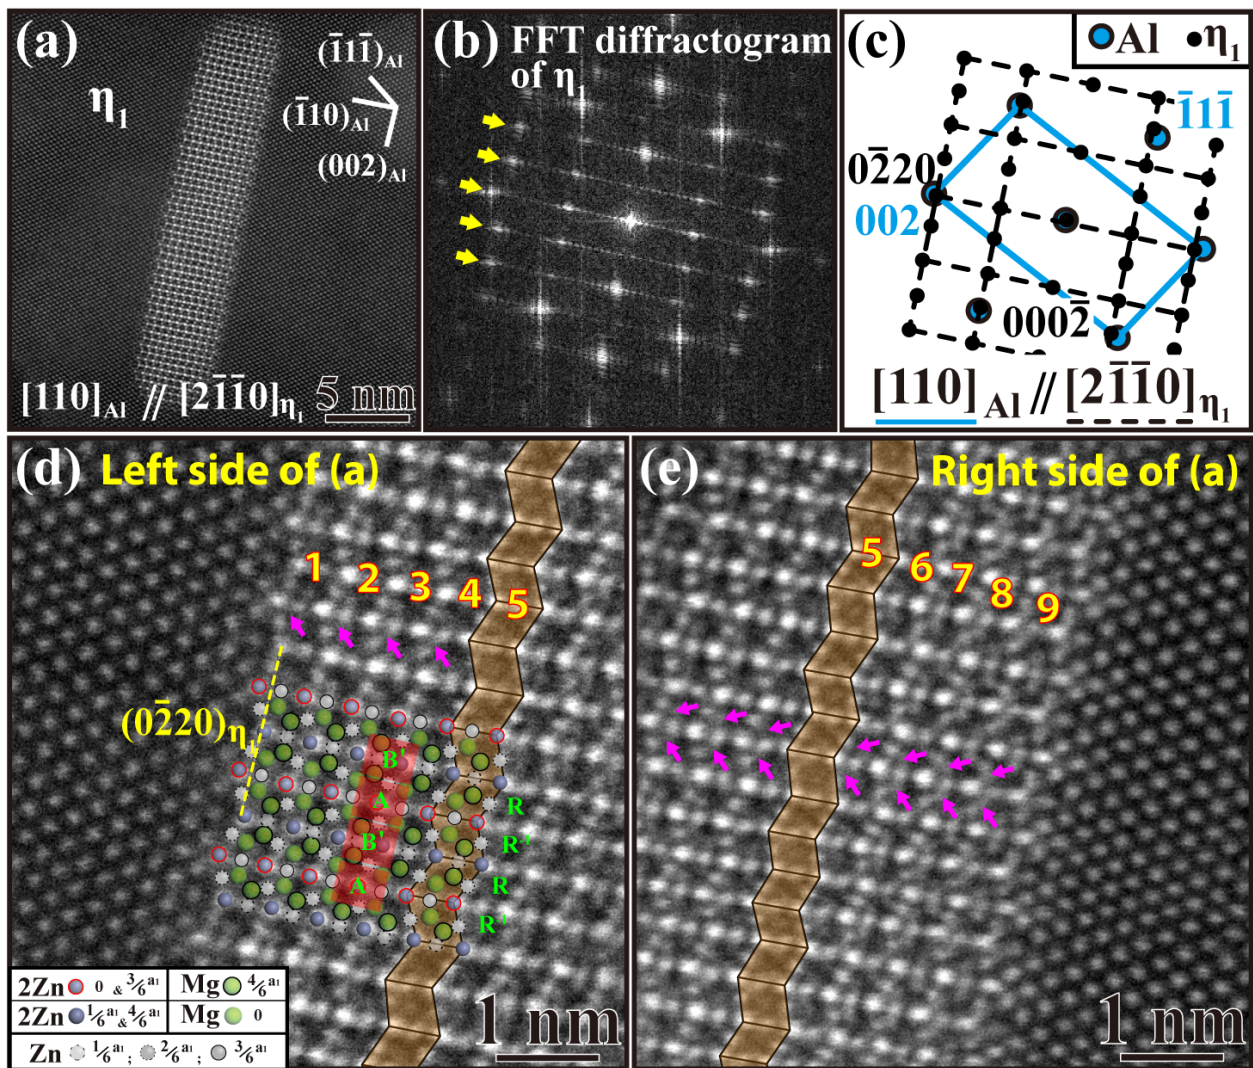 (a)
η₁
(1̄11̄)Al
(1̄10)Al
(002)Al
[110]Al // [21̄1̄0]η₁
5 nm
(b) FFT diffractogram
of η₁
(c)
Al η₁
1̄11̄
02̄20
002
0002̄
[110]Al // [21̄1̄0]η₁
(d) Left side of (a)
1 2 3 4 5
(02̄20)η₁
B'
A
B'
A
R
R⁻¹
R
R⁻¹
2Zn 0 & 3/6 a₁
Mg 4/6 a₁
2Zn 1/6 a₁ & 4/6 a₁
Mg 0
Zn 1/6 a₁ ; 2/6 a₁ ; 3/6 a₁
1 nm
(e) Right side of (a)
5 6 7 8 9
1 nm